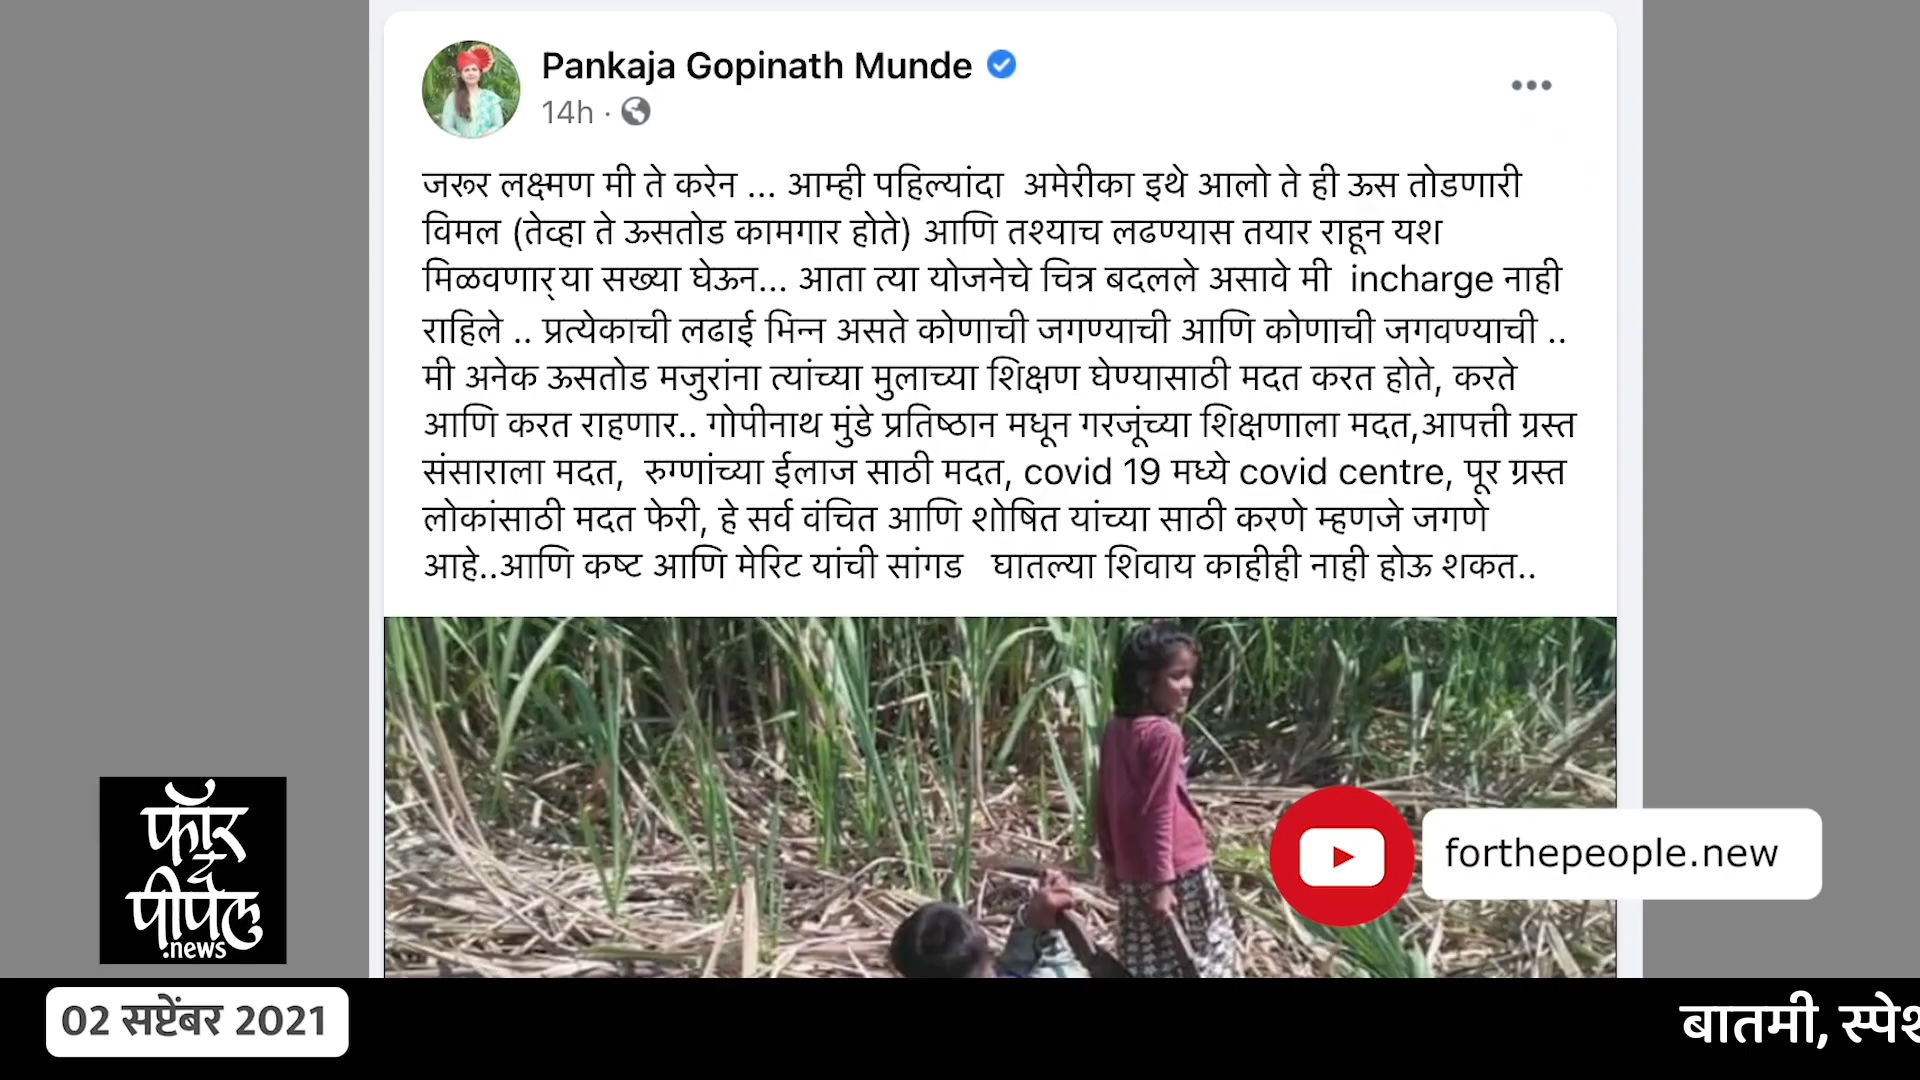 Pankaja Gopinath Munde
14h ·
जरूर लक्ष्मण मी ते करेन ... आम्ही पहिल्यांदा अमेरीका इथे आलो ते ही ऊस तोडणारी
विमल (तेव्हा ते ऊसतोड कामगार होते) आणि तश्याच लढण्यास तयार राहून यश
मिळवणार्‍या सख्या घेऊन... आता त्या योजनेचे चित्र बदलले असावे मी incharge नाही
राहिले .. प्रत्येकाची लढाई भिन्न असते कोणाची जगण्याची आणि कोणाची जगवण्याची ..
मी अनेक ऊसतोड मजुरांना त्यांच्या मुलाच्या शिक्षण घेण्यासाठी मदत करत होते, करते
आणि करत राहणार.. गोपीनाथ मुंडे प्रतिष्ठान मधून गरजूंच्या शिक्षणाला मदत,आपत्ती ग्रस्त
संसाराला मदत, रुग्णांच्या ईलाज साठी मदत, covid 19 मध्ये covid centre, पूर ग्रस्त
लोकांसाठी मदत फेरी, हे सर्व वंचित आणि शोषित यांच्या साठी करणे म्हणजे जगणे
आहे..आणि कष्ट आणि मेरिट यांची सांगड घातल्या शिवाय काहीही नाही होऊ शकत..
फॉर
द
पीपल
.news
forthepeople.new
02 सप्टेंबर 2021
बातमी, स्पेश